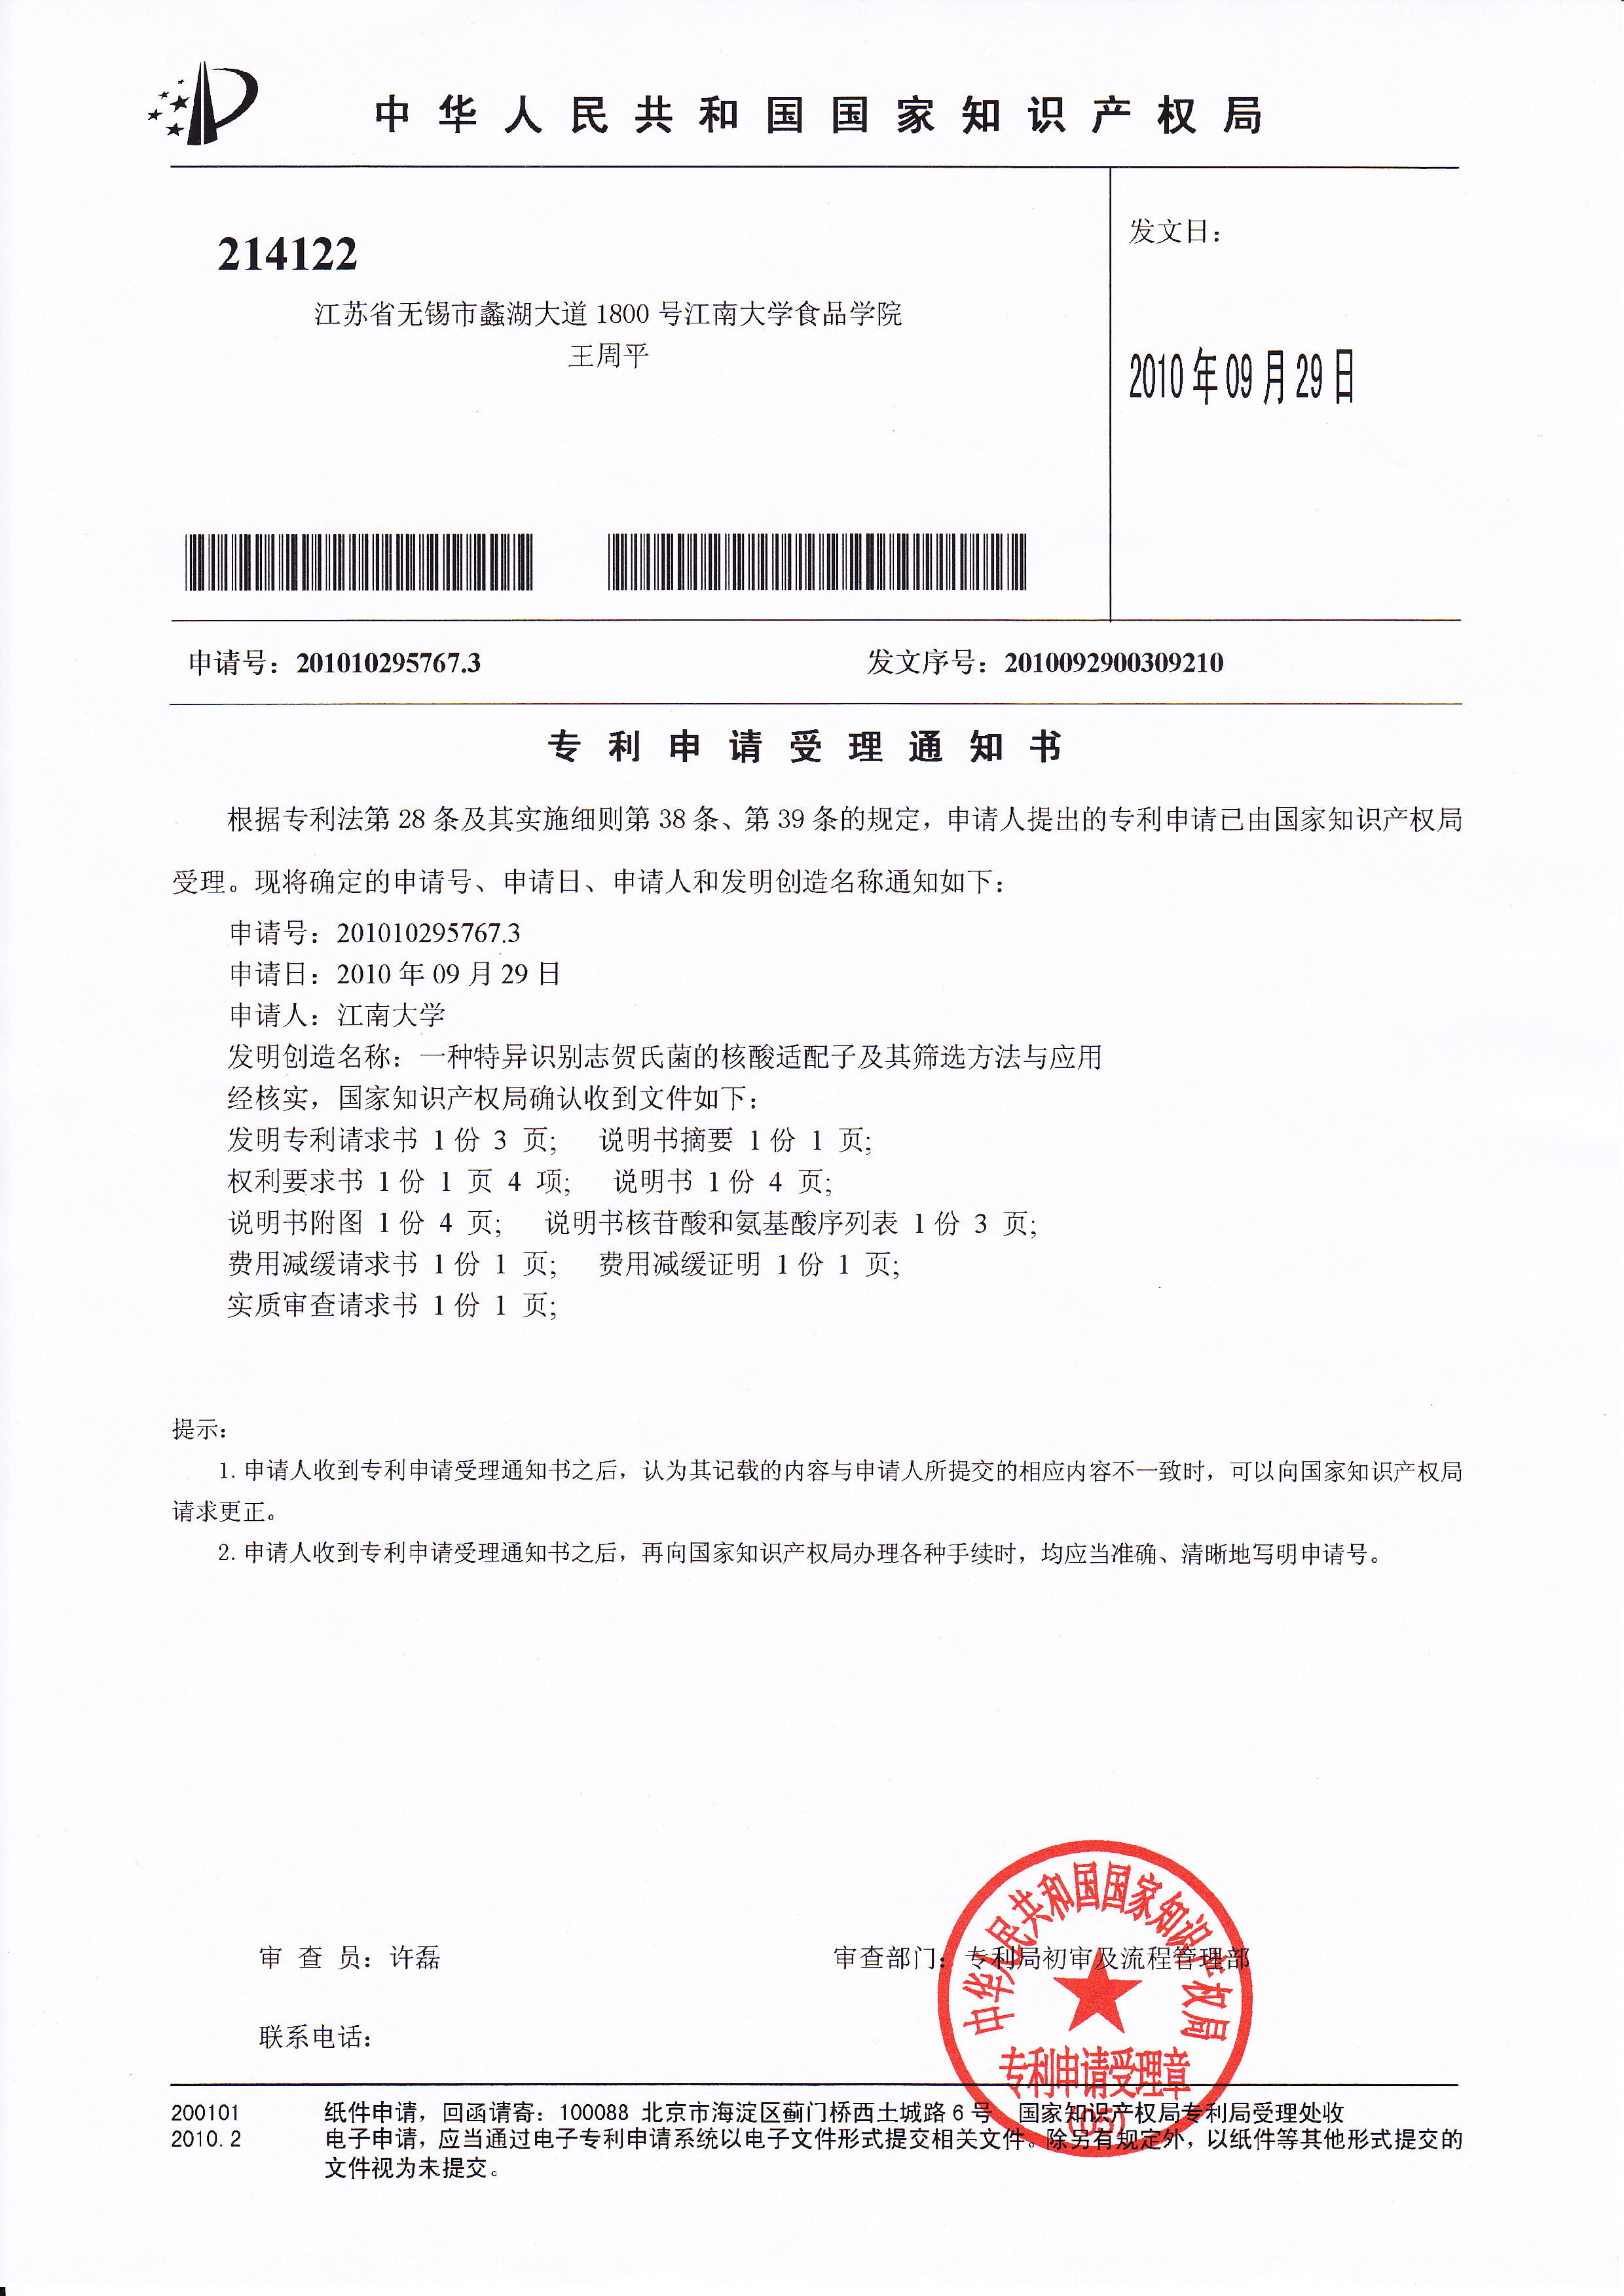 中华人民共和国国家知识产权局
214122
江苏省无锡市蠡湖大道 1800 号江南大学食品学院
王周平
发文日：
2010 年 09 月 29 日
申请号：201010295767.3 发文序号：2010092900309210
专利申请受理通知书
根据专利法第 28 条及其实施细则第 38 条、第 39 条的规定，申请人提出的专利申请已由国家知识产权局
受理。现将确定的申请号、申请日、申请人和发明创造名称通知如下：
申请号：201010295767.3
申请日：2010 年 09 月 29 日
申请人：江南大学
发明创造名称：一种特异识别志贺氏菌的核酸适配子及其筛选方法与应用
经核实，国家知识产权局确认收到文件如下：
发明专利请求书 1 份 3 页; 说明书摘要 1 份 1 页;
权利要求书 1 份 1 页 4 项; 说明书 1 份 4 页;
说明书附图 1 份 4 页; 说明书核苷酸和氨基酸序列表 1 份 3 页;
费用减缓请求书 1 份 1 页; 费用减缓证明 1 份 1 页;
实质审查请求书 1 份 1 页;
提示：
1. 申请人收到专利申请受理通知书之后，认为其记载的内容与申请人所提交的相应内容不一致时，可以向国家知识产权局
请求更正。
2. 申请人收到专利申请受理通知书之后，再向国家知识产权局办理各种手续时，均应当准确、清晰地写明申请号。
审 查 员：许磊 审查部门：专利局初审及流程管理部
联系电话：
中华人民共和国国家知识产权局
专利申请受理章
(05)
200101 纸件申请，回函请寄：100088 北京市海淀区蓟门桥西土城路 6 号 国家知识产权局专利局受理处收
2010.2 电子申请，应当通过电子专利申请系统以电子文件形式提交相关文件。除另有规定外，以纸件等其他形式提交的
文件视为未提交。